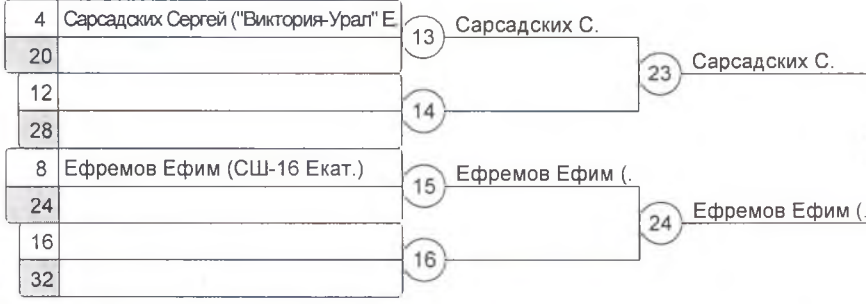 4 Сарсадских Сергей ("Виктория-Урал" Е
13 Сарсадских С.
20
23 Сарсадских С.
12
14
28
8 Ефремов Ефим (СШ-16 Екат.)
15 Ефремов Ефим (.
24
24 Ефремов Ефим (.
16
16
32